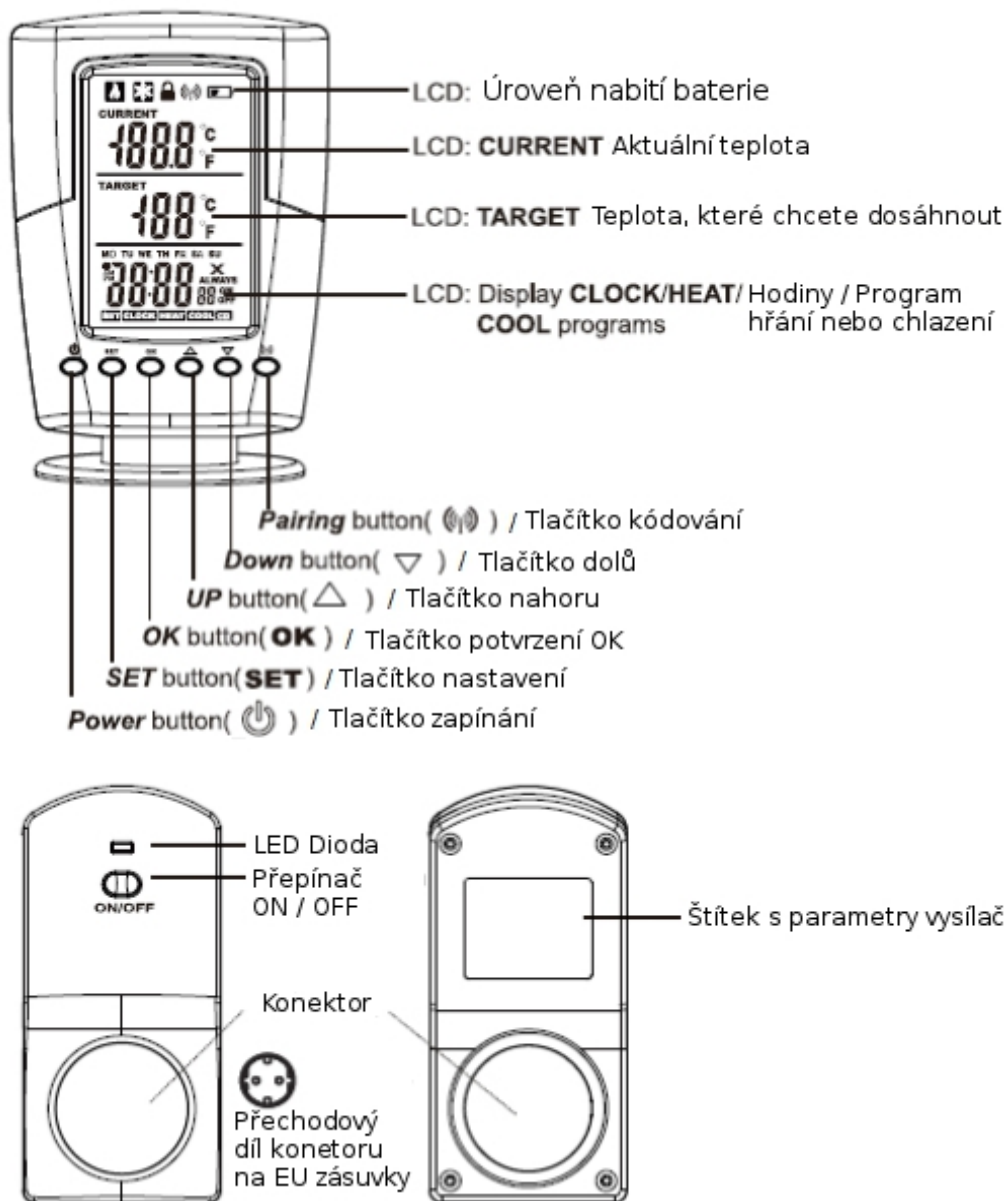 LCD: Úroveň nabití baterie
CURRENT
188.8 °C °F
LCD: CURRENT Aktuální teplota
TARGET
188 °C °F
LCD: TARGET Teplota, které chcete dosáhnout
MO TU WE TH FR SA SU
ALWAYS
SET CLOCK HEAT COOL
LCD: Display CLOCK/HEAT/ Hodiny / Program
COOL programs hřání nebo chlazení
SET OK
Pairing button( ) / Tlačítko kódování
Down button( ▽ ) / Tlačítko dolů
UP button( △ ) / Tlačítko nahoru
OK button( OK ) / Tlačítko potvrzení OK
SET button( SET ) / Tlačítko nastavení
Power button( ) / Tlačítko zapínání
LED Dioda
Přepínač
ON / OFF
ON/OFF
Štítek s parametry vysílač
Konektor
Přechodový
díl konetoru
na EU zásuvky